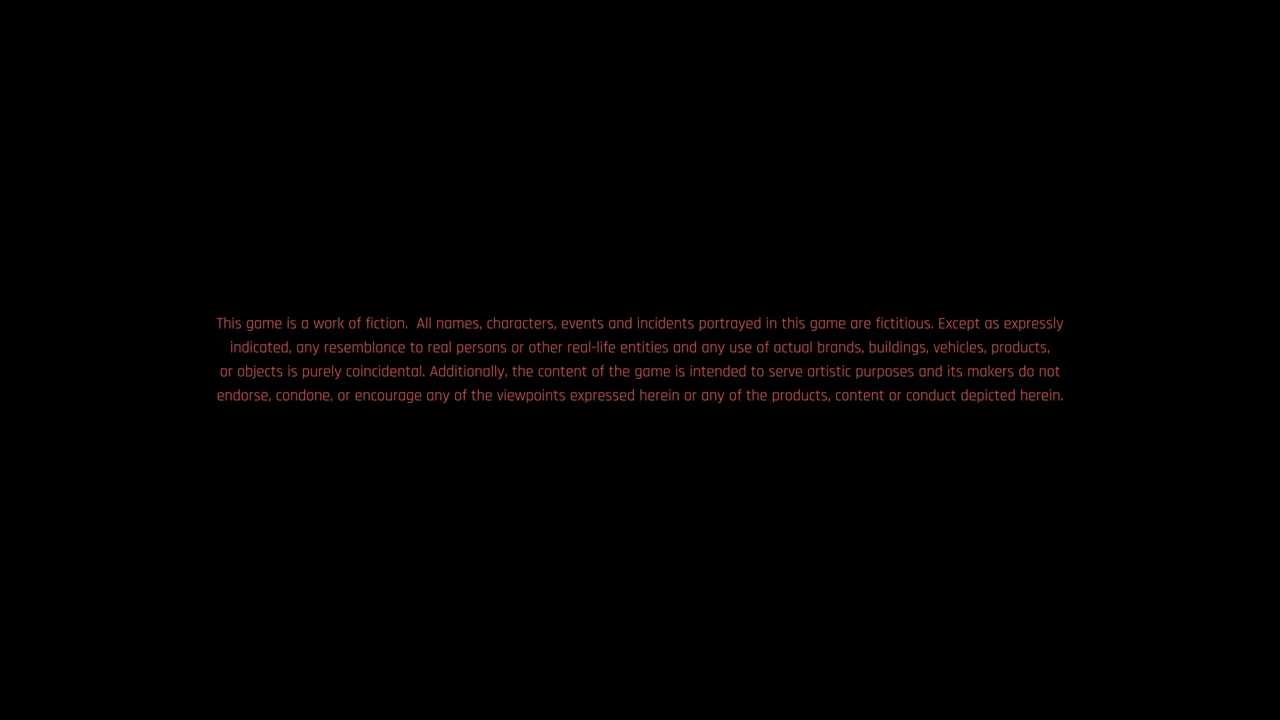 This game is a work of fiction.  All names, characters, events and incidents portrayed in this game are fictitious. Except as expressly
indicated, any resemblance to real persons or other real-life entities and any use of actual brands, buildings, vehicles, products,
or objects is purely coincidental. Additionally, the content of the game is intended to serve artistic purposes and its makers do not
endorse, condone, or encourage any of the viewpoints expressed herein or any of the products, content or conduct depicted herein.